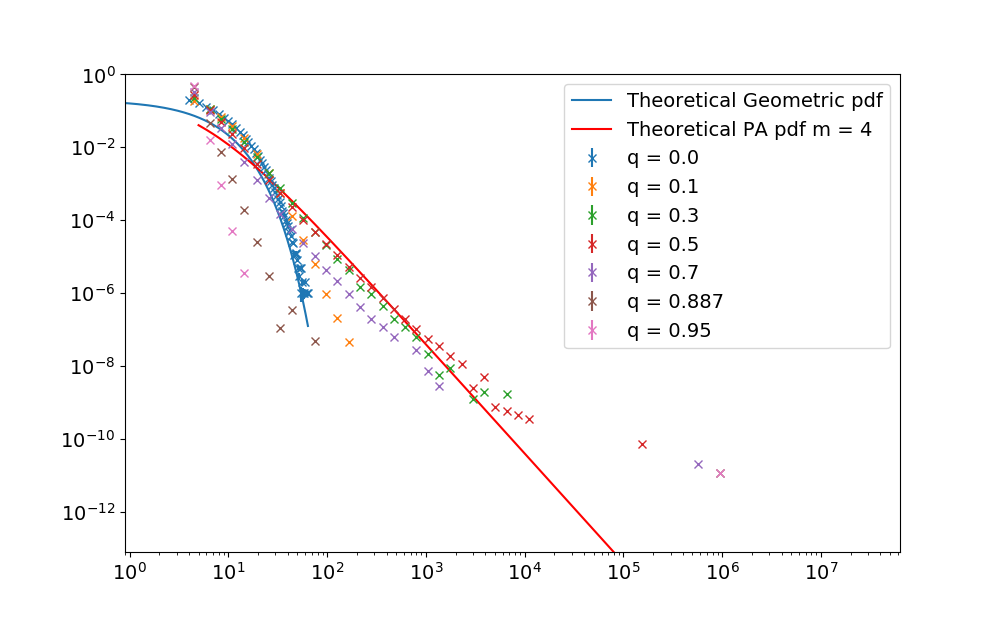 10^0
10^-2
10^-4
10^-6
10^-8
10^-10
10^-12
10^0 10^1 10^2 10^3 10^4 10^5 10^6 10^7
Theoretical Geometric pdf
Theoretical PA pdf m = 4
q = 0.0
q = 0.1
q = 0.3
q = 0.5
q = 0.7
q = 0.887
q = 0.95